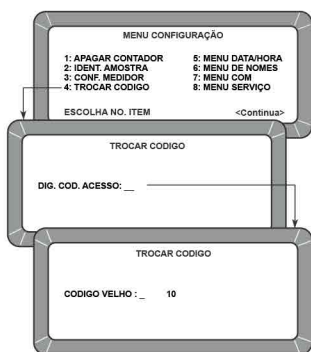 MENU CONFIGURAÇÃO
1: APAGAR CONTADOR 5: MENU DATA/HORA
2: IDENT. AMOSTRA 6: MENU DE NOMES
3: CONF. MEDIDOR 7: MENU COM
4: TROCAR CODIGO 8: MENU SERVIÇO
ESCOLHA NO. ITEM <Continua>
TROCAR CODIGO
DIG. COD. ACESSO: __
TROCAR CODIGO
CODIGO VELHO : _ 10